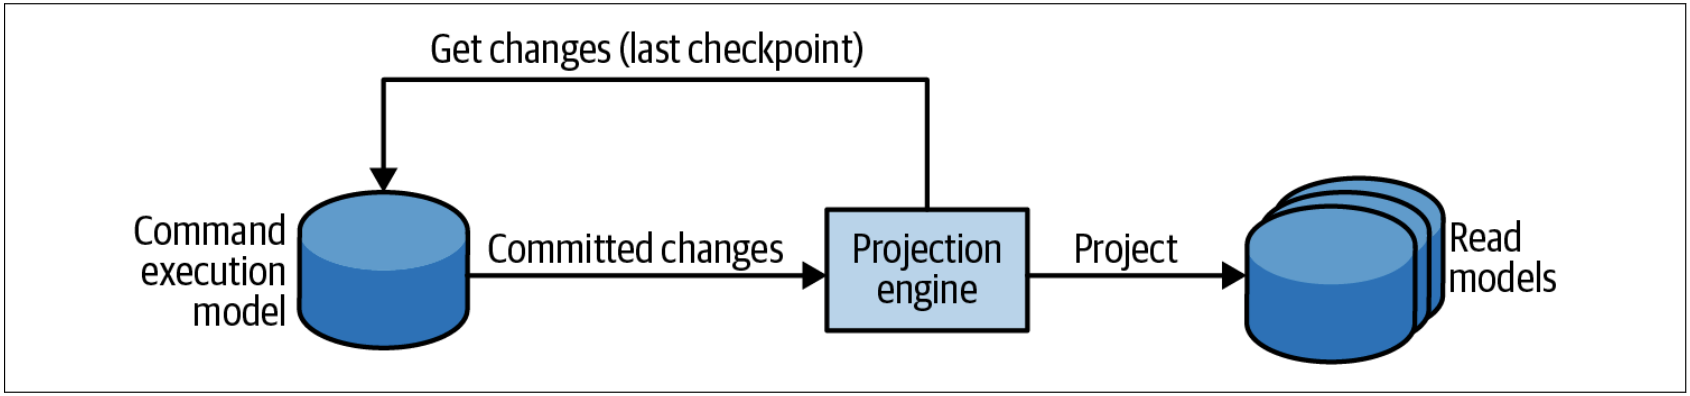 Get changes (last checkpoint)
Command
execution
model
Committed changes
Projection
engine
Project
Read
models